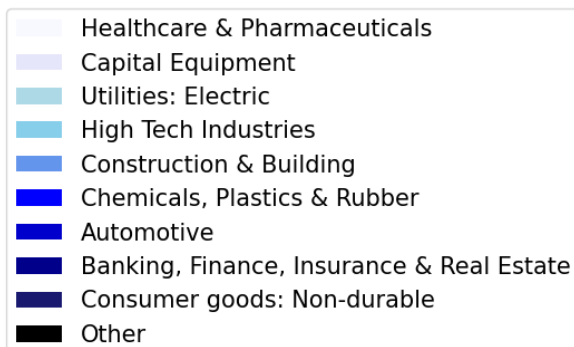 Healthcare & Pharmaceuticals
Capital Equipment
Utilities: Electric
High Tech Industries
Construction & Building
Chemicals, Plastics & Rubber
Automotive
Banking, Finance, Insurance & Real Estate
Consumer goods: Non-durable
Other